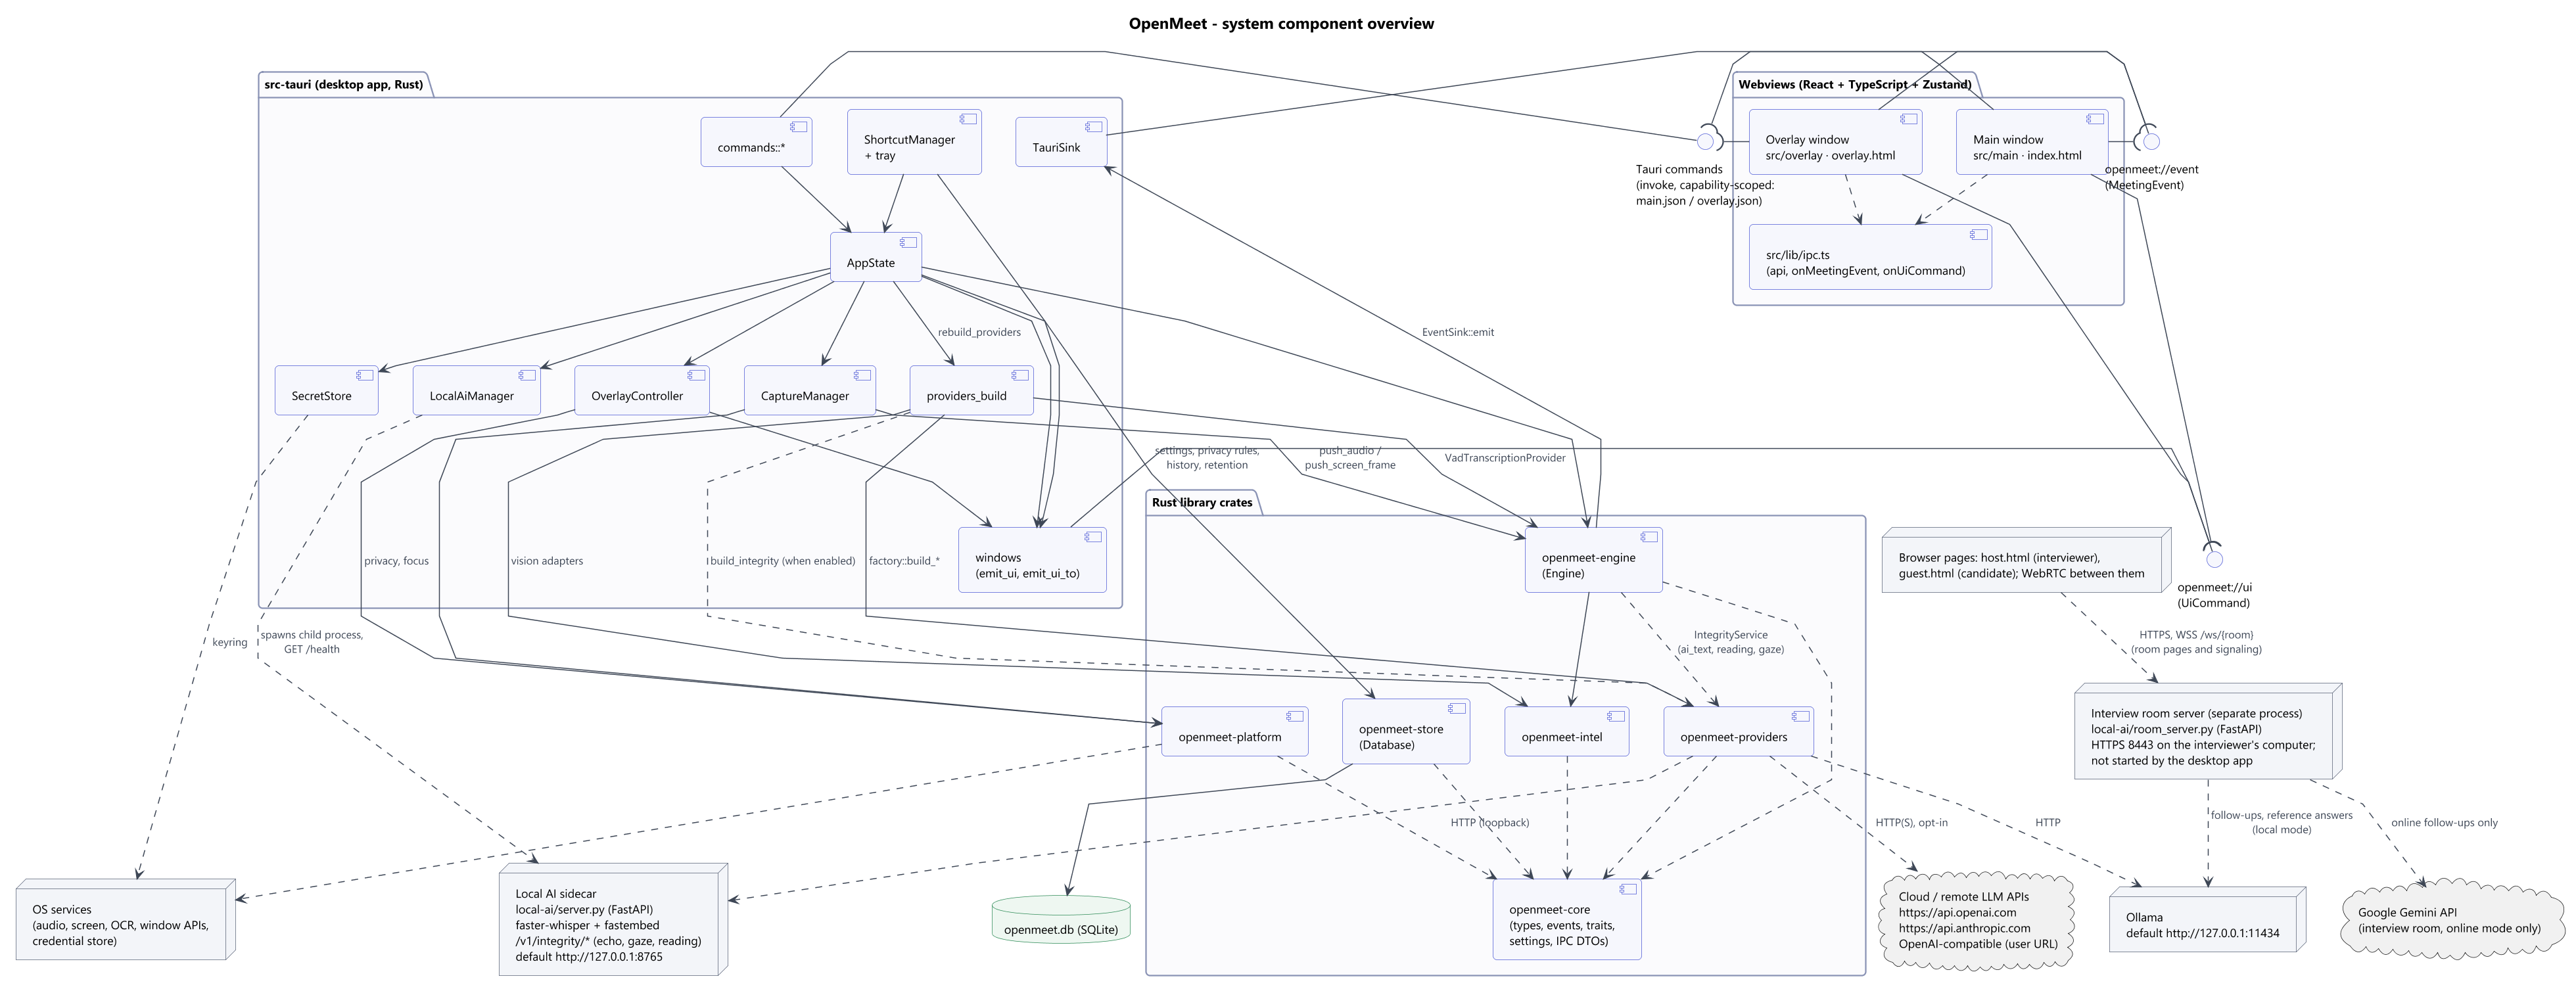 OpenMeet - system component overview
src-tauri (desktop app, Rust)
Webviews (React + TypeScript + Zustand)
commands::*
ShortcutManager
+ tray
TauriSink
Tauri commands
(invoke, capability-scoped:
main.json / overlay.json)
Overlay window
src/overlay · overlay.html
Main window
src/main · index.html
openmeet://event
(MeetingEvent)
src/lib/ipc.ts
(api, onMeetingEvent, onUiCommand)
AppState
rebuild_providers
EventSink::emit
SecretStore
LocalAiManager
OverlayController
CaptureManager
providers_build
settings, privacy rules,
history, retention
push_audio /
push_screen_frame
VadTranscriptionProvider
Rust library crates
privacy, focus
vision adapters
build_integrity (when enabled)
factory::build_*
windows
(emit_ui, emit_ui_to)
openmeet-engine
(Engine)
Browser pages: host.html (interviewer),
guest.html (candidate); WebRTC between them
openmeet://ui
(UiCommand)
keyring
spawns child process,
GET /health
IntegrityService
(ai_text, reading, gaze)
HTTPS, WSS /ws/{room}
(room pages and signaling)
openmeet-platform
openmeet-store
(Database)
openmeet-intel
openmeet-providers
Interview room server (separate process)
local-ai/room_server.py (FastAPI)
HTTPS 8443 on the interviewer's computer;
not started by the desktop app
HTTP (loopback)
HTTP(S), opt-in
HTTP
follow-ups, reference answers
(local mode)
online follow-ups only
OS services
(audio, screen, OCR, window APIs,
credential store)
Local AI sidecar
local-ai/server.py (FastAPI)
faster-whisper + fastembed
/v1/integrity/* (echo, gaze, reading)
default http://127.0.0.1:8765
openmeet.db (SQLite)
openmeet-core
(types, events, traits,
settings, IPC DTOs)
Cloud / remote LLM APIs
https://api.openai.com
https://api.anthropic.com
OpenAI-compatible (user URL)
Ollama
default http://127.0.0.1:11434
Google Gemini API
(interview room, online mode only)